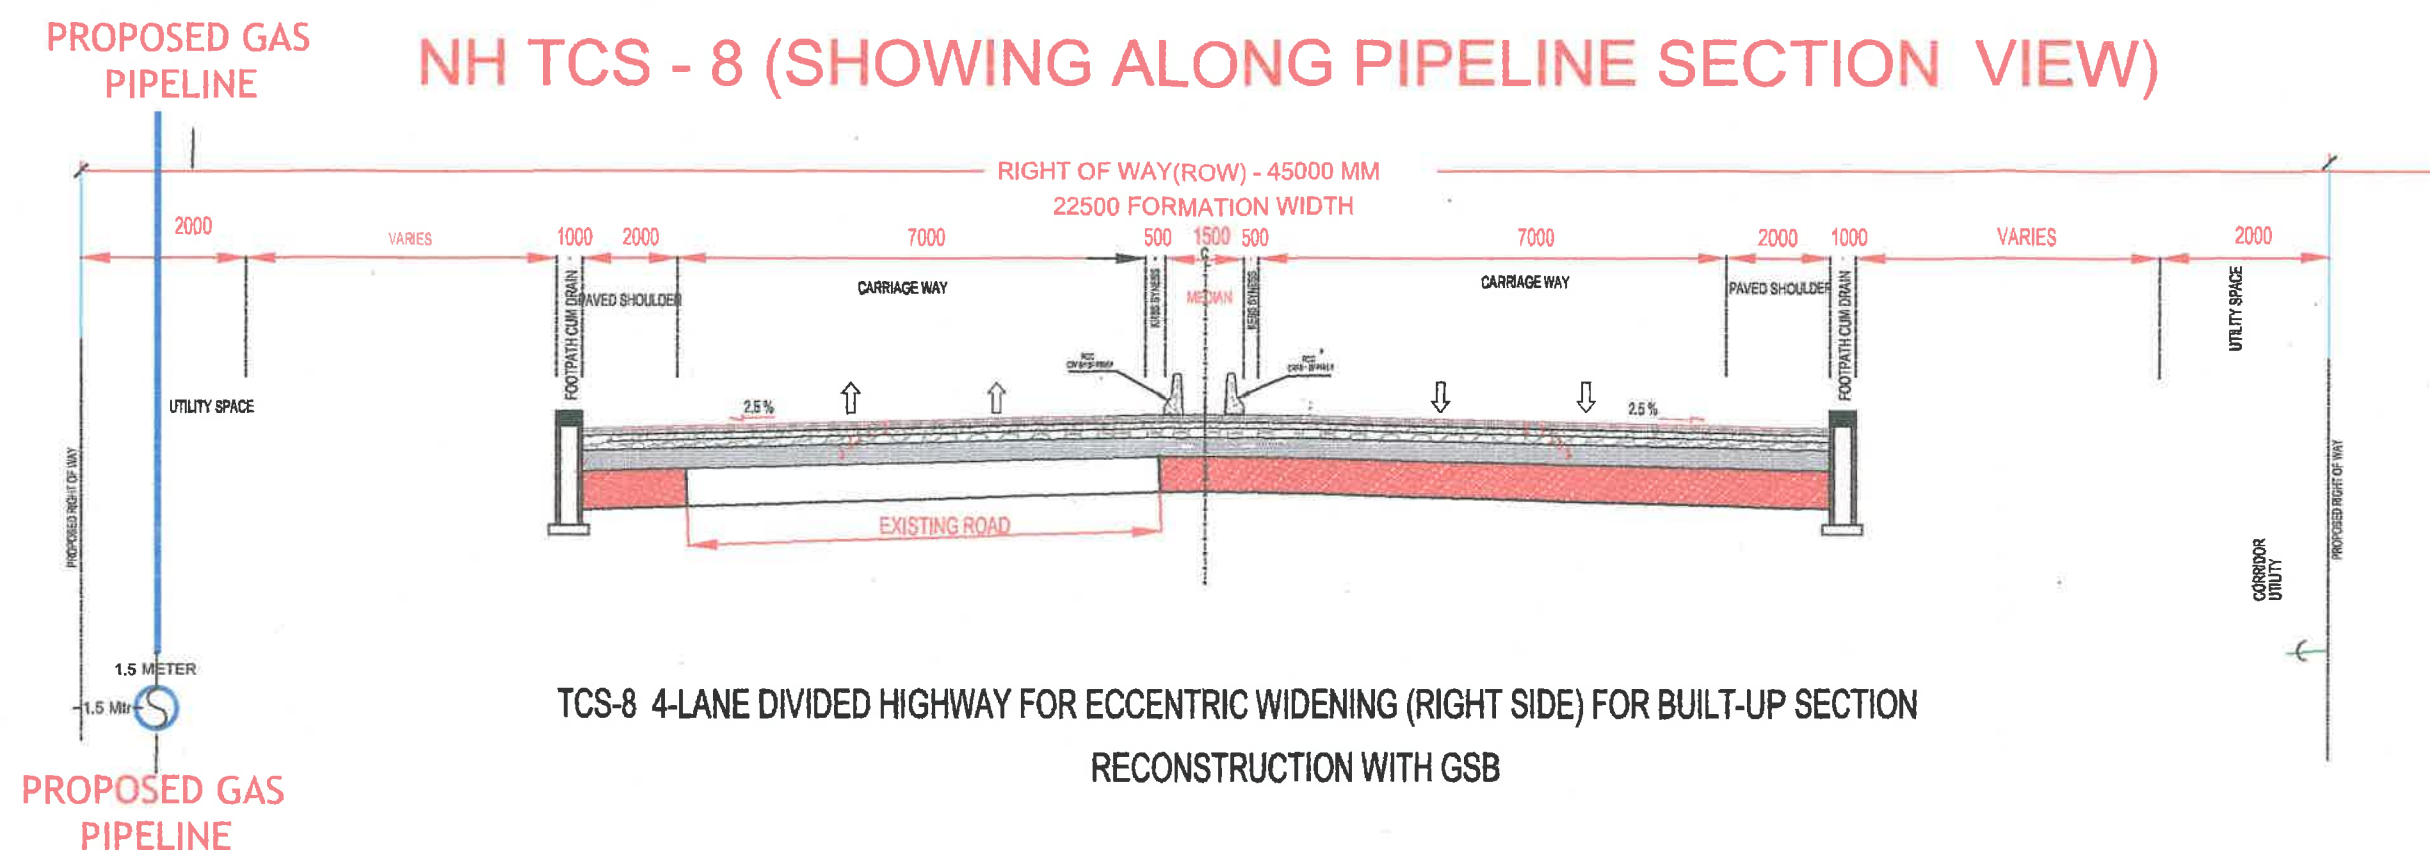 PROPOSED GAS
PIPELINE
NH TCS - 8 (SHOWING ALONG PIPELINE SECTION VIEW)
RIGHT OF WAY(ROW) - 45000 MM
22500 FORMATION WIDTH
2000
VARIES
1000
2000
7000
500
1500
500
7000
2000
1000
VARIES
2000
FOOTPATH CUM DRAIN
PAVED SHOULDER
CARRIAGE WAY
MEDIAN
CARRIAGE WAY
PAVED SHOULDER
FOOTPATH CUM DRAIN
UTILITY SPACE
UTILITY SPACE
2.5 %
2.5 %
PROPOSED RIGHT OF WAY
PROPOSED RIGHT OF WAY
EXISTING ROAD
CORRIDOR
UTILITY
1.5 METER
1.5 Mtr
TCS-8 4-LANE DIVIDED HIGHWAY FOR ECCENTRIC WIDENING (RIGHT SIDE) FOR BUILT-UP SECTION
RECONSTRUCTION WITH GSB
PROPOSED GAS
PIPELINE